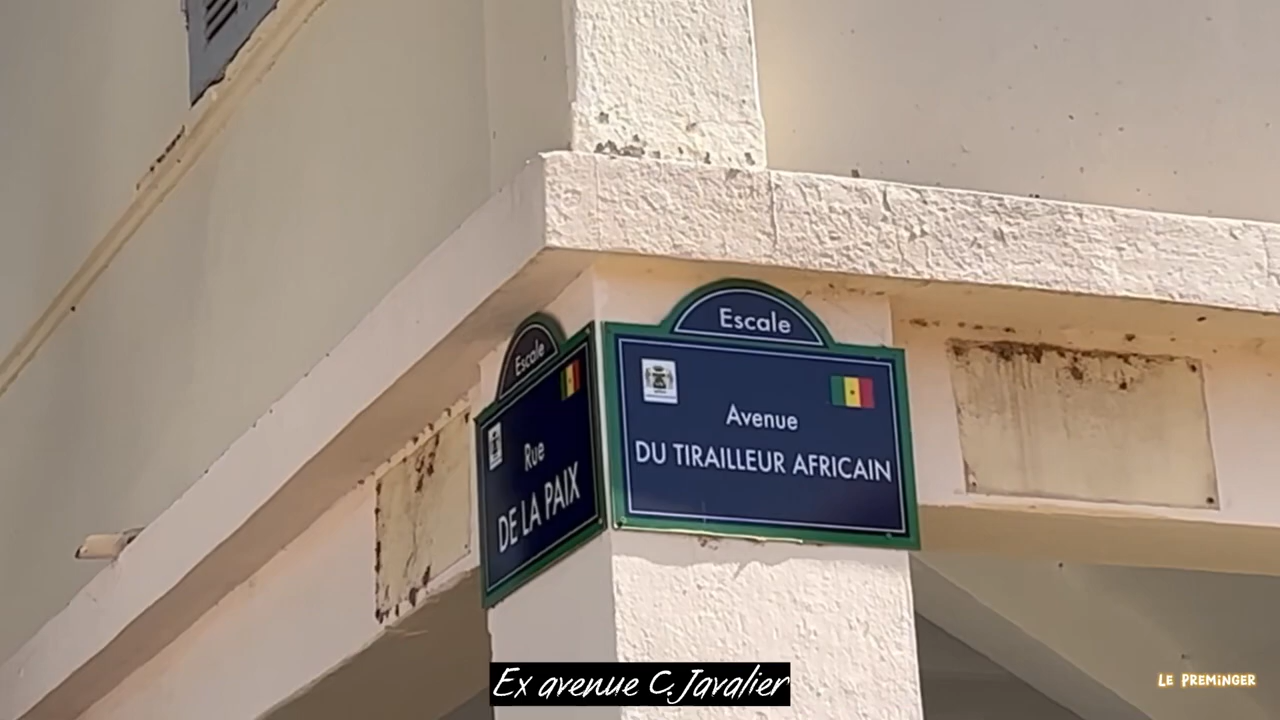 Escale
Rue
DE LA PAIX
Escale
Avenue
DU TIRAILLEUR AFRICAIN
Ex avenue C. Javalier
LE PREMINGER